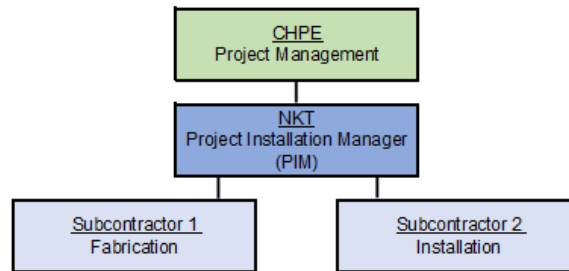 CHPE
Project Management
NKT
Project Installation Manager
(PIM)
Subcontractor 1
Fabrication
Subcontractor 2
Installation